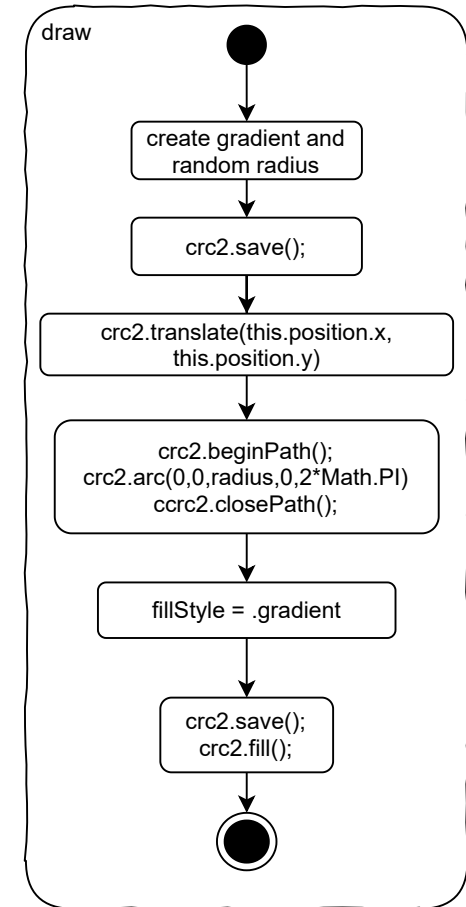 draw
create gradient and
random radius
crc2.save();
crc2.translate(this.position.x,
this.position.y)
crc2.beginPath();
crc2.arc(0,0,radius,0,2*Math.PI)
ccrc2.closePath();
fillStyle = .gradient
crc2.save();
crc2.fill();